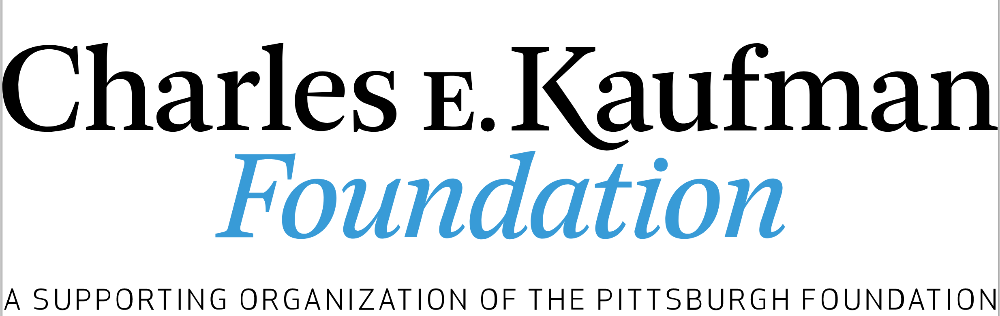 Charles E. Kaufman
Foundation
A SUPPORTING ORGANIZATION OF THE PITTSBURGH FOUNDATION